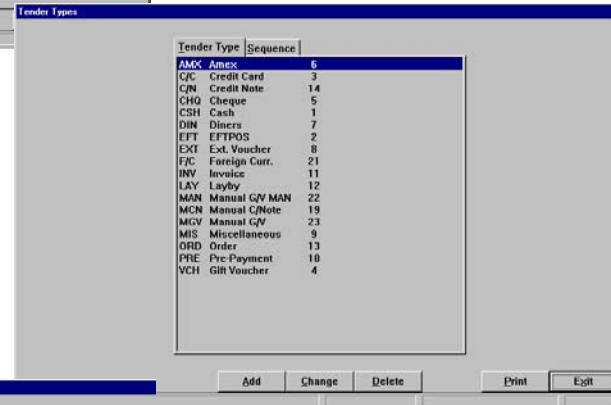 Tender Types
Tender Type Sequence
AMX Amex 6
C/C Credit Card 3
C/N Credit Note 14
CHQ Cheque 5
CSH Cash 1
DIN Diners 7
EFT EFTPOS 2
EXT Ext. Voucher 8
F/C Foreign Curr. 21
INV Invoice 11
LAY Layby 12
MAN Manual G/V MAN 22
MCN Manual C/Note 19
MGV Manual G/V 23
MIS Miscellaneous 9
ORD Order 13
PRE Pre-Payment 10
VCH Gift Voucher 4
Add Change Delete Print Exit